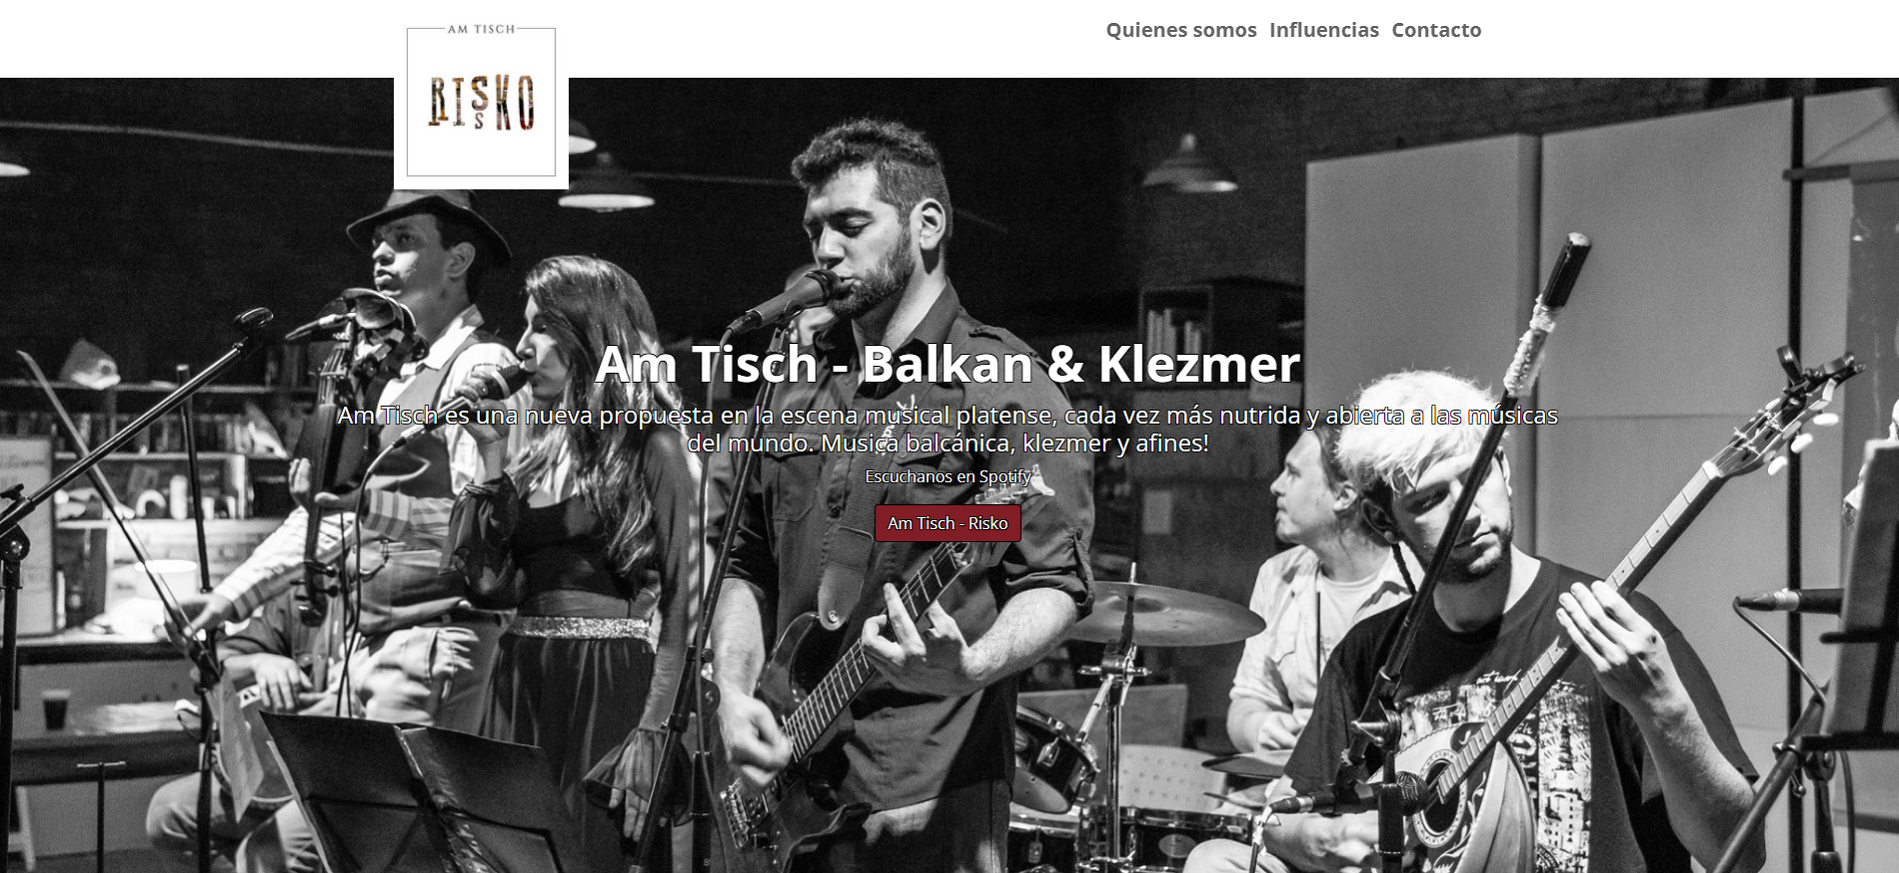 AM TISCH
RISSKO
Quienes somos Influencias Contacto
Am Tisch - Balkan & Klezmer
Am Tisch es una nueva propuesta en la escena musical platense, cada vez más nutrida y abierta a las músicas
del mundo. Musica balcánica, klezmer y afines!
Escuchanos en Spotify
Am Tisch - Risko